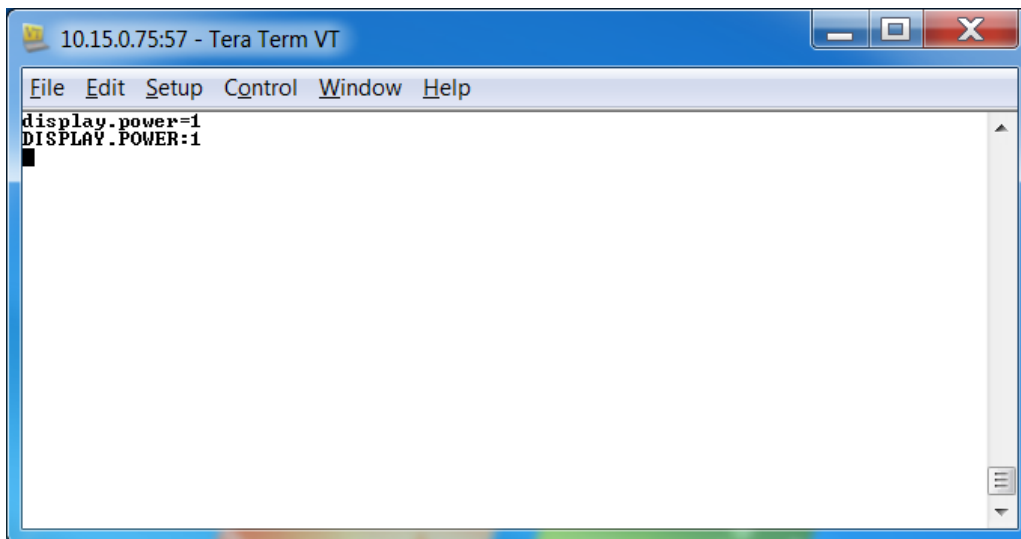 10.15.0.75:57 - Tera Term VT
File Edit Setup Control Window Help
display.power=1
DISPLAY.POWER:1